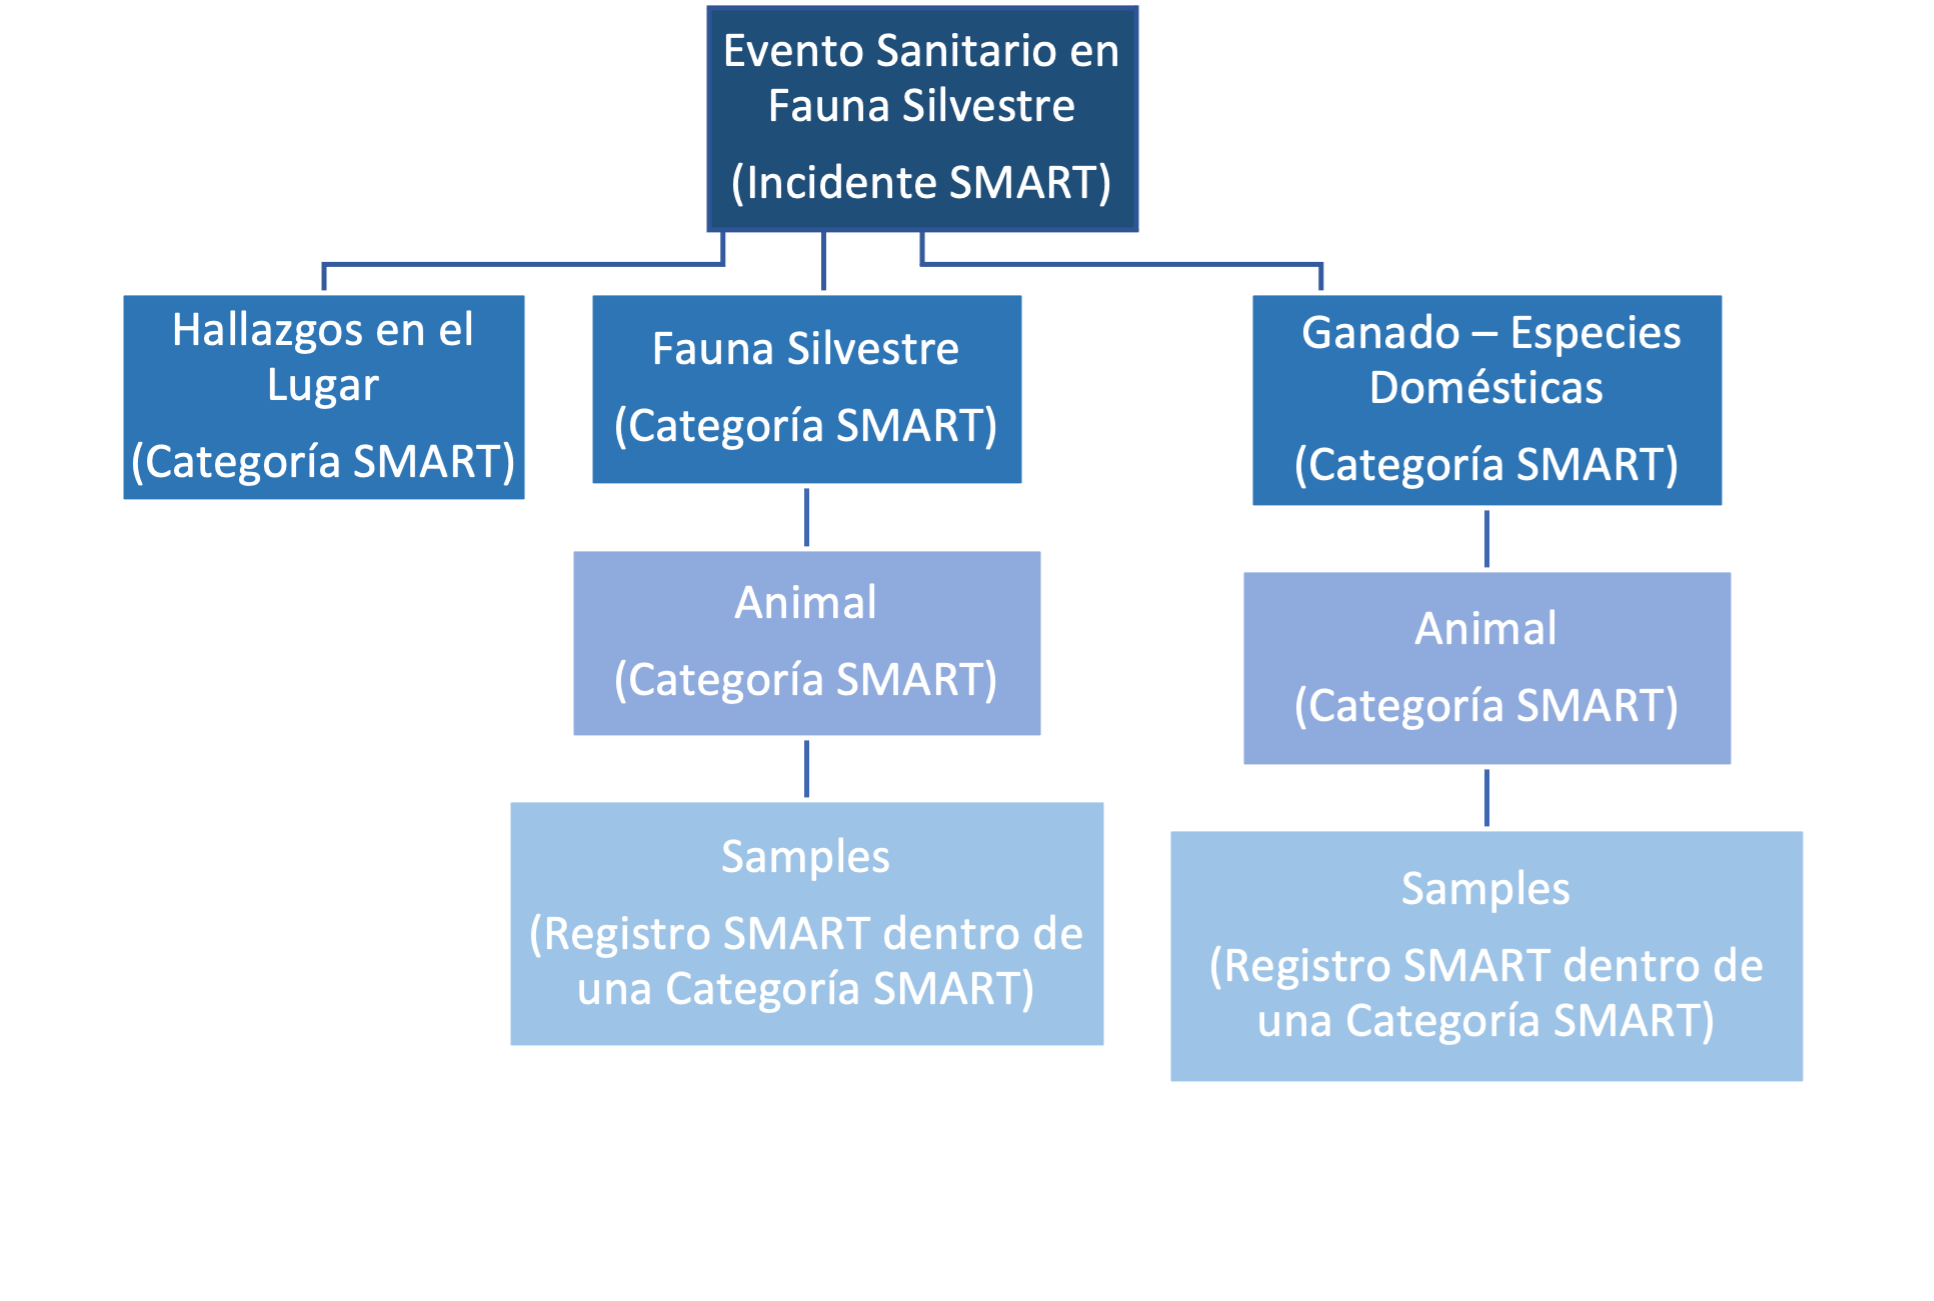 Evento Sanitario en
Fauna Silvestre
(Incidente SMART)
Hallazgos en el
Lugar
(Categoría SMART)
Fauna Silvestre
(Categoría SMART)
Ganado – Especies
Domésticas
(Categoría SMART)
Animal
(Categoría SMART)
Animal
(Categoría SMART)
Samples
(Registro SMART dentro de
una Categoría SMART)
Samples
(Registro SMART dentro de
una Categoría SMART)